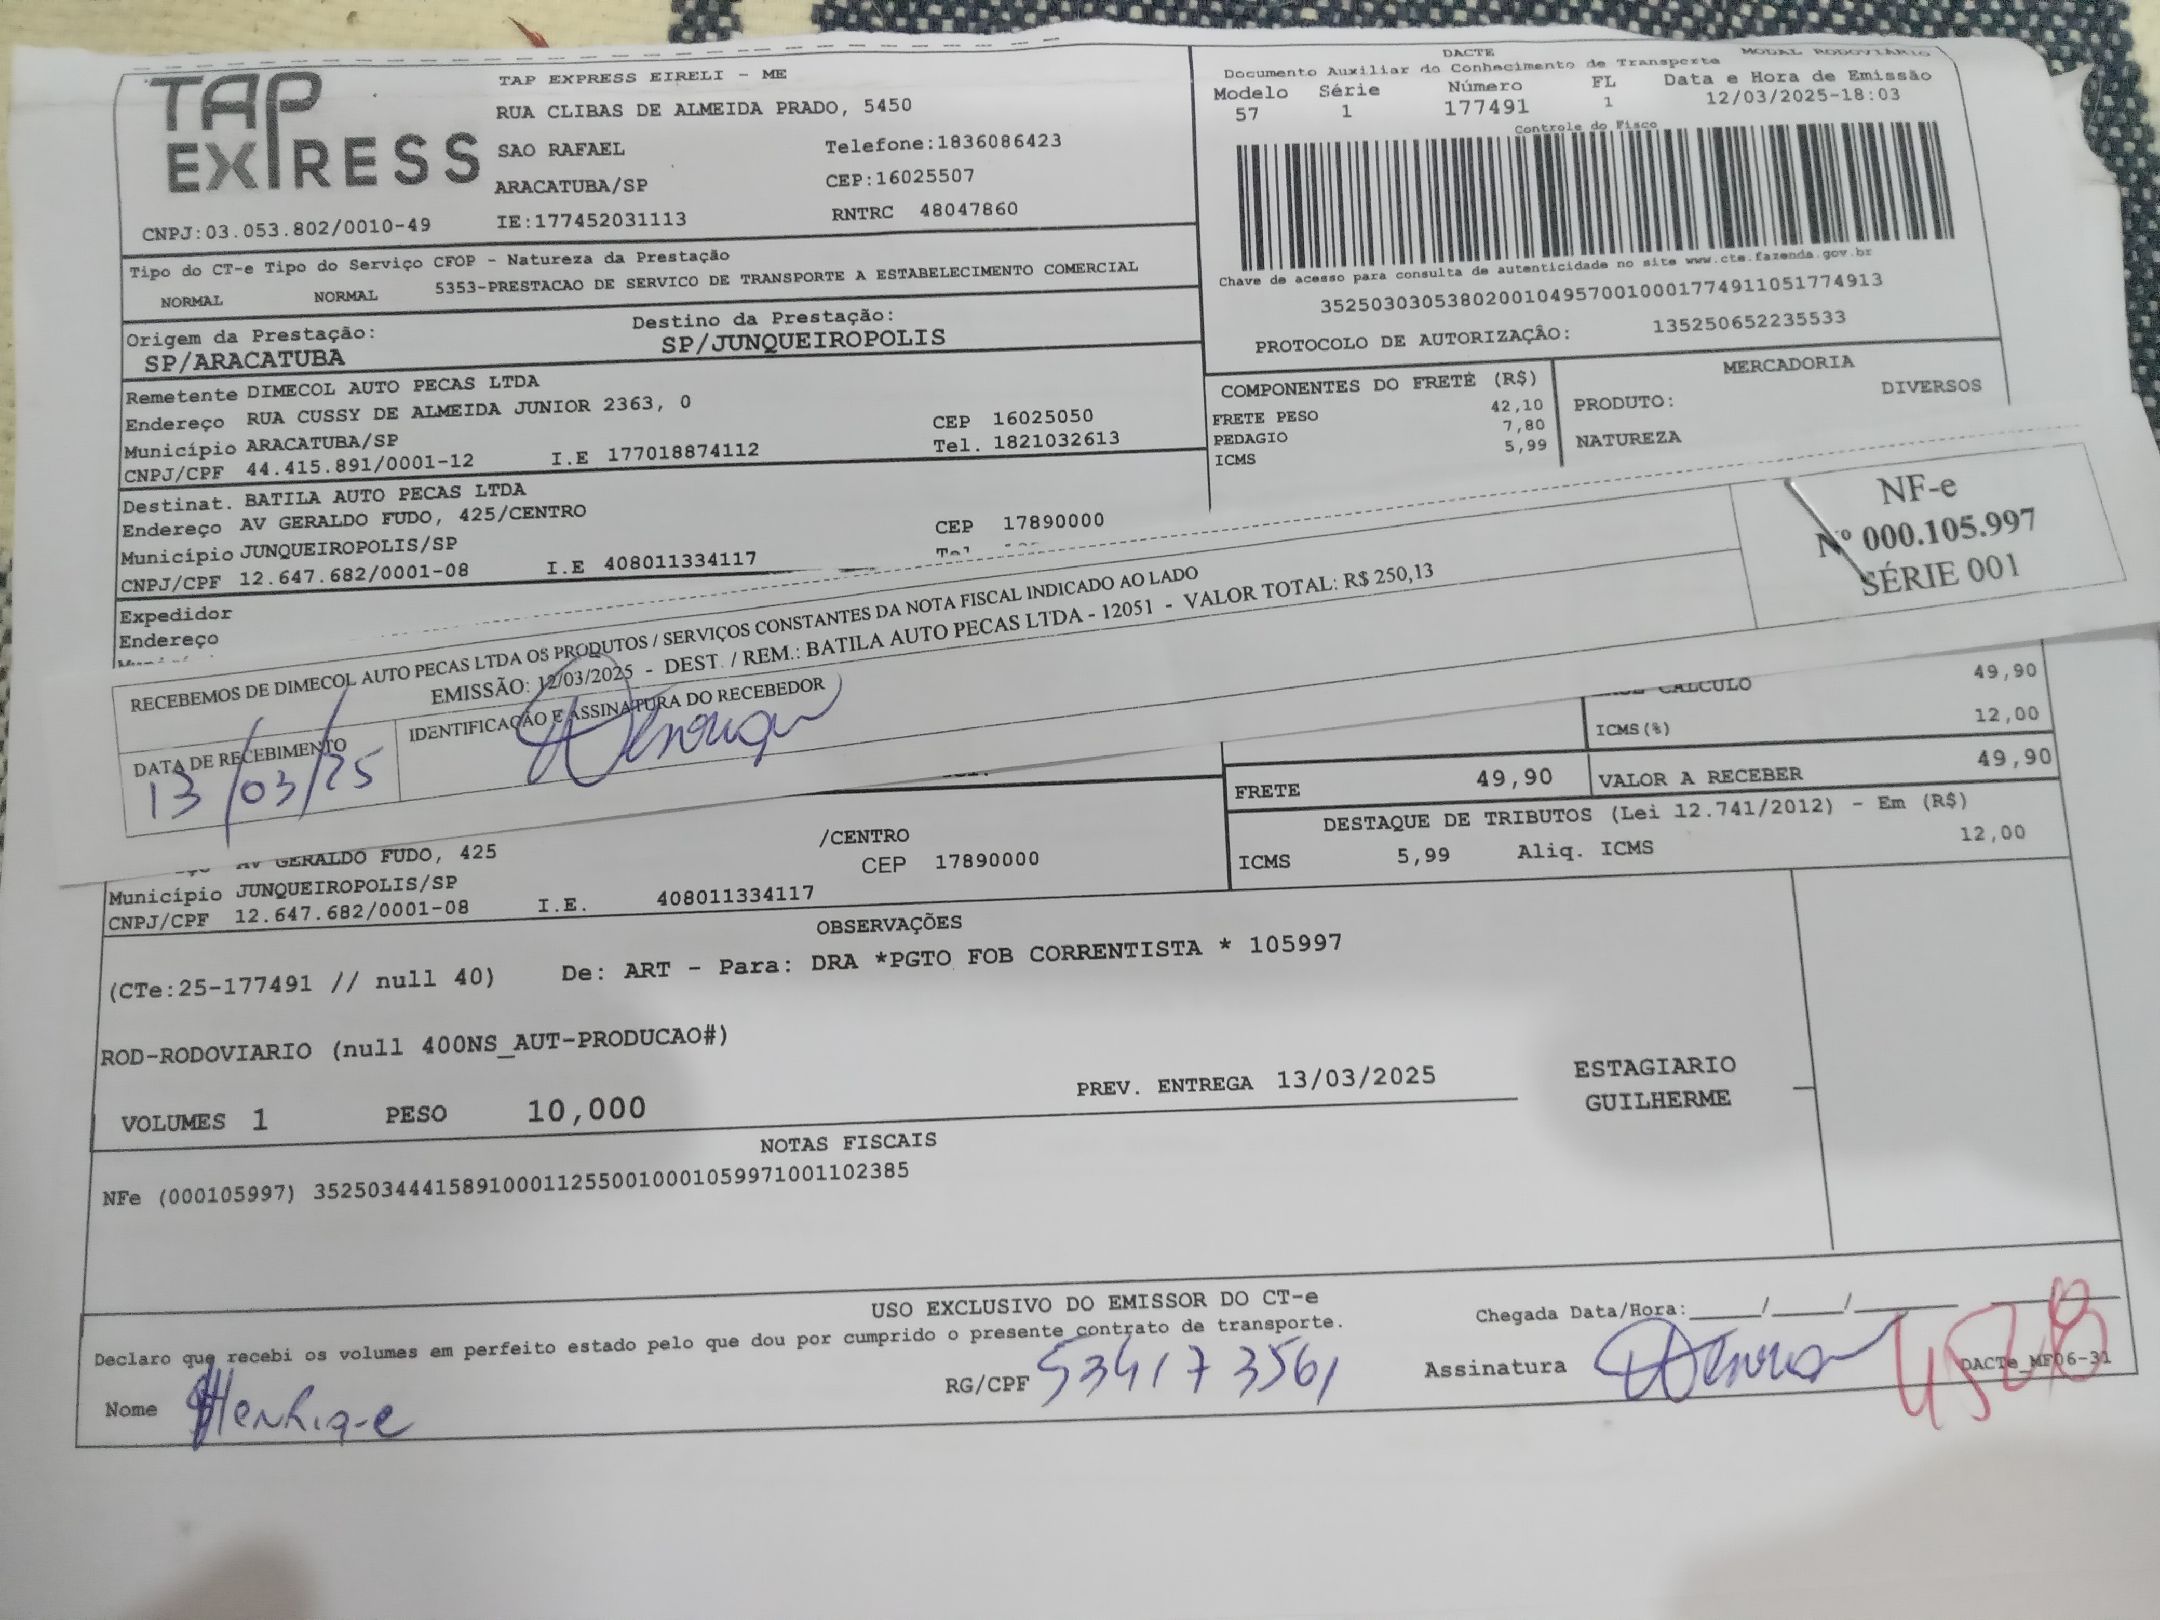 TAP
EXPRESS
TAP EXPRESS EIRELI - ME
RUA CLIBAS DE ALMEIDA PRADO, 5450
SAO RAFAEL Telefone:1836086423
ARACATUBA/SP CEP:16025507
CNPJ:03.053.802/0010-49 IE:177452031113 RNTRC 48047860
DACTE MODAL RODOVIARIO
Documento Auxiliar do Conhecimento de Transporte
Modelo Série Número FL Data e Hora de Emissão
57 1 177491 1 12/03/2025-18:03
Controle do Fisco
Chave de acesso para consulta de autenticidade no site www.cte.fazenda.gov.br
35250303053802001049570010001774911051774913
PROTOCOLO DE AUTORIZAÇÃO: 135250652235533
Tipo do CT-e Tipo do Serviço CFOP - Natureza da Prestação
NORMAL NORMAL 5353-PRESTACAO DE SERVICO DE TRANSPORTE A ESTABELECIMENTO COMERCIAL
Origem da Prestação: Destino da Prestação:
SP/ARACATUBA SP/JUNQUEIROPOLIS
Remetente DIMECOL AUTO PECAS LTDA
Endereço RUA CUSSY DE ALMEIDA JUNIOR 2363, 0 CEP 16025050
Município ARACATUBA/SP Tel. 1821032613
CNPJ/CPF 44.415.891/0001-12 I.E 177018874112
COMPONENTES DO FRETE (R$)
FRETE PESO 42,10
PEDAGIO 7,80
ICMS 5,99
MERCADORIA
PRODUTO: DIVERSOS
NATUREZA
Destinat. BATILA AUTO PECAS LTDA
Endereço AV GERALDO FUDO, 425/CENTRO CEP 17890000
Município JUNQUEIROPOLIS/SP
CNPJ/CPF 12.647.682/0001-08 I.E 408011334117
Expedidor
Endereço
RECEBEMOS DE DIMECOL AUTO PECAS LTDA OS PRODUTOS / SERVIÇOS CONSTANTES DA NOTA FISCAL INDICADO AO LADO
EMISSÃO: 12/03/2025 - DEST. / REM.: BATILA AUTO PECAS LTDA - 12051 - VALOR TOTAL: R$ 250,13
NF-e
Nº 000.105.997
SÉRIE 001
DATA DE RECEBIMENTO IDENTIFICAÇÃO E ASSINATURA DO RECEBEDOR
13/03/25
CALCULO 49,90
ICMS(%) 12,00
FRETE 49,90 VALOR A RECEBER 49,90
DESTAQUE DE TRIBUTOS (Lei 12.741/2012) - Em (R$)
ICMS 5,99 Aliq. ICMS 12,00
AV GERALDO FUDO, 425 /CENTRO
Município JUNQUEIROPOLIS/SP CEP 17890000
CNPJ/CPF 12.647.682/0001-08 I.E. 408011334117
OBSERVAÇÕES
(CTe:25-177491 // null 40) De: ART - Para: DRA *PGTO FOB CORRENTISTA * 105997
ROD-RODOVIARIO (null 400NS_AUT-PRODUCAO#)
VOLUMES 1 PESO 10,000 PREV. ENTREGA 13/03/2025
ESTAGIARIO
GUILHERME
NOTAS FISCAIS
NFe (000105997) 35250344415891000112550010001059971001102385
USO EXCLUSIVO DO EMISSOR DO CT-e
Declaro que recebi os volumes em perfeito estado pelo que dou por cumprido o presente contrato de transporte.
Chegada Data/Hora:____/____/____
Nome Henrique RG/CPF 534173561 Assinatura
DACTe_MF06-31